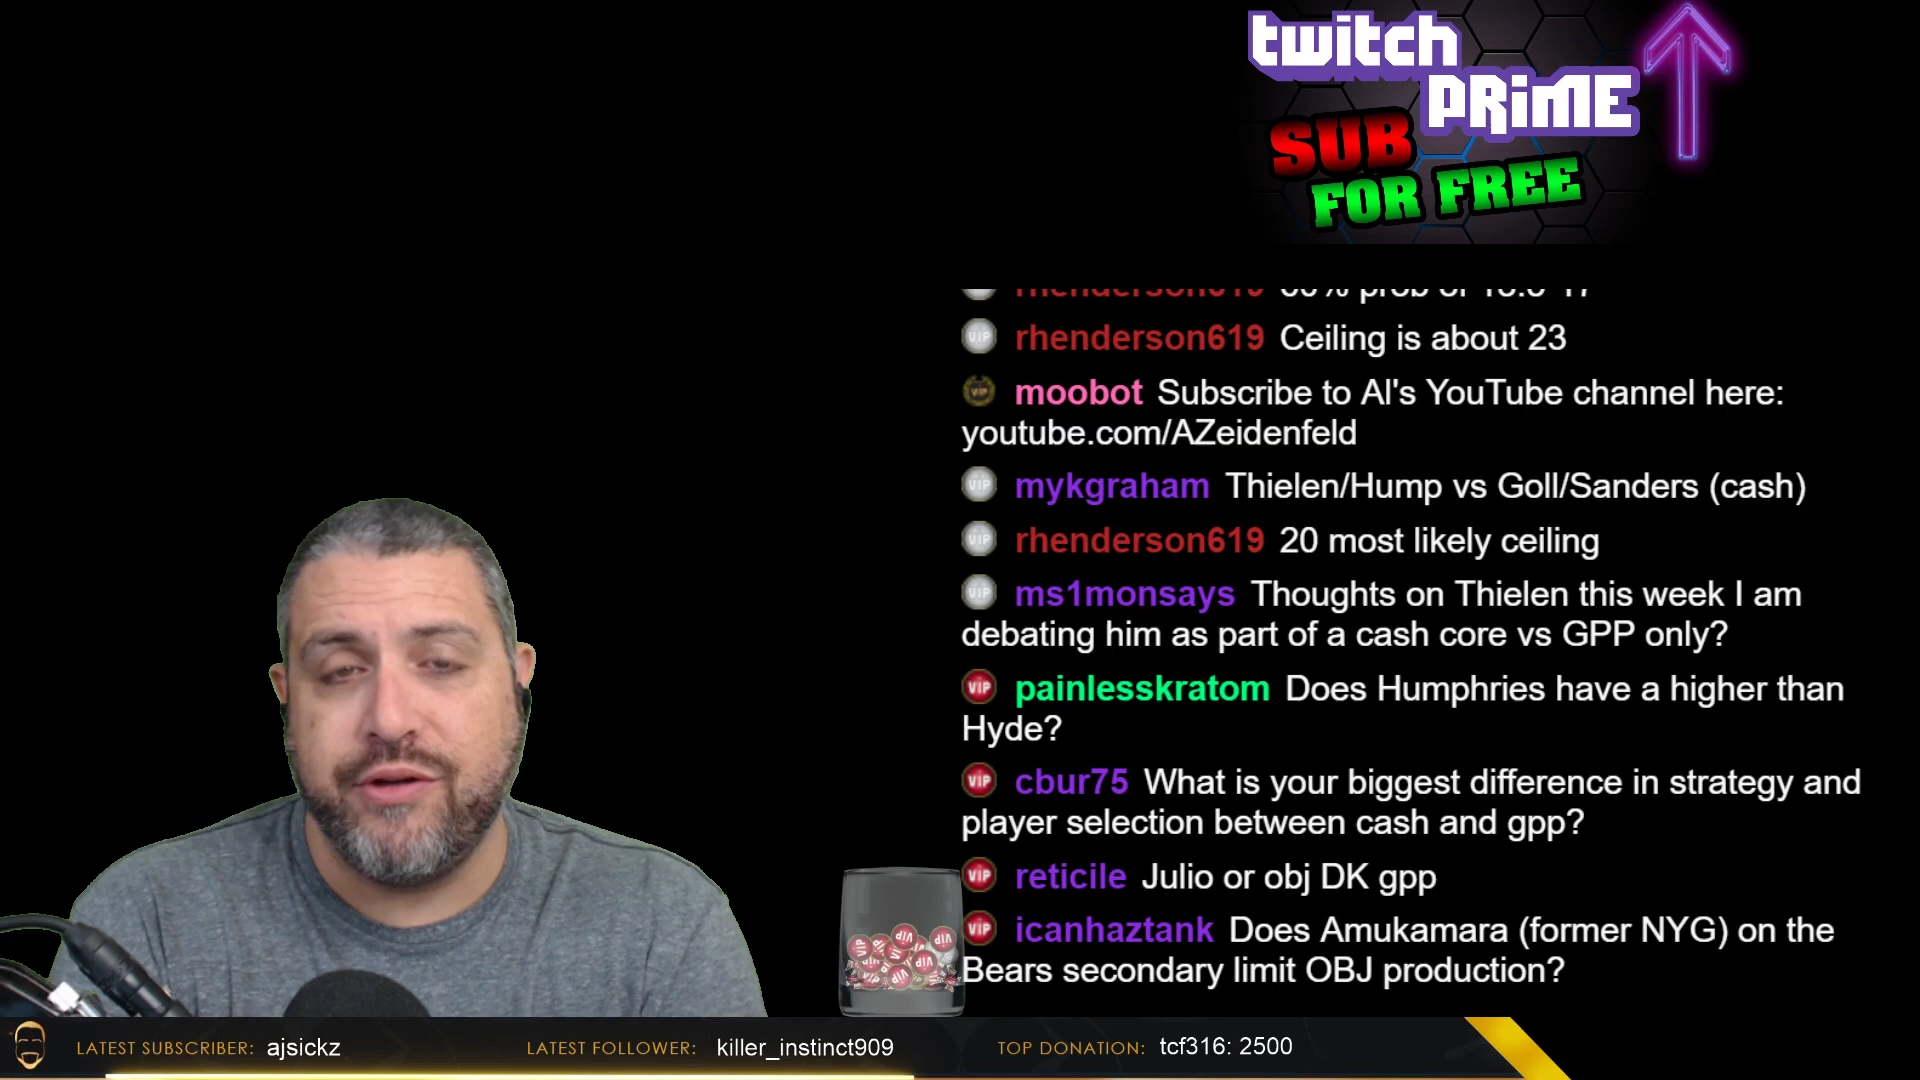 twitch
PRiME
SUB
FOR FREE
rhenderson619
rhenderson619 Ceiling is about 23
moobot Subscribe to Al's YouTube channel here:
youtube.com/AZeidenfeld
mykgraham Thielen/Hump vs Goll/Sanders (cash)
rhenderson619 20 most likely ceiling
ms1monsays Thoughts on Thielen this week I am
debating him as part of a cash core vs GPP only?
VIP painlesskratom Does Humphries have a higher than
Hyde?
VIP cbur75 What is your biggest difference in strategy and
player selection between cash and gpp?
VIP reticile Julio or obj DK gpp
VIP icanhaztank Does Amukamara (former NYG) on the
Bears secondary limit OBJ production?
LATEST SUBSCRIBER: ajsickz LATEST FOLLOWER: killer_instinct909 TOP DONATION: tcf316: 2500